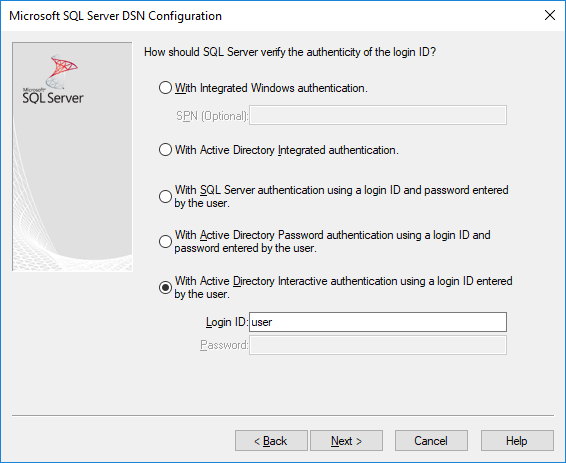 Microsoft SQL Server DSN Configuration
Microsoft
SQL Server
How should SQL Server verify the authenticity of the login ID?
With Integrated Windows authentication.
SPN (Optional):
With Active Directory Integrated authentication.
With SQL Server authentication using a login ID and password entered
by the user.
With Active Directory Password authentication using a login ID and
password entered by the user.
With Active Directory Interactive authentication using a login ID entered
by the user.
Login ID: user
Password:
< Back Next > Cancel Help